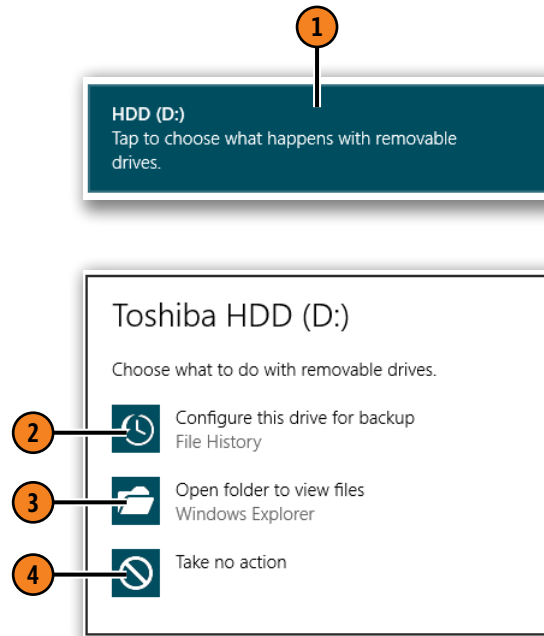 1
HDD (D:)
Tap to choose what happens with removable
drives.
Toshiba HDD (D:)
Choose what to do with removable drives.
2
Configure this drive for backup
File History
3
Open folder to view files
Windows Explorer
4
Take no action